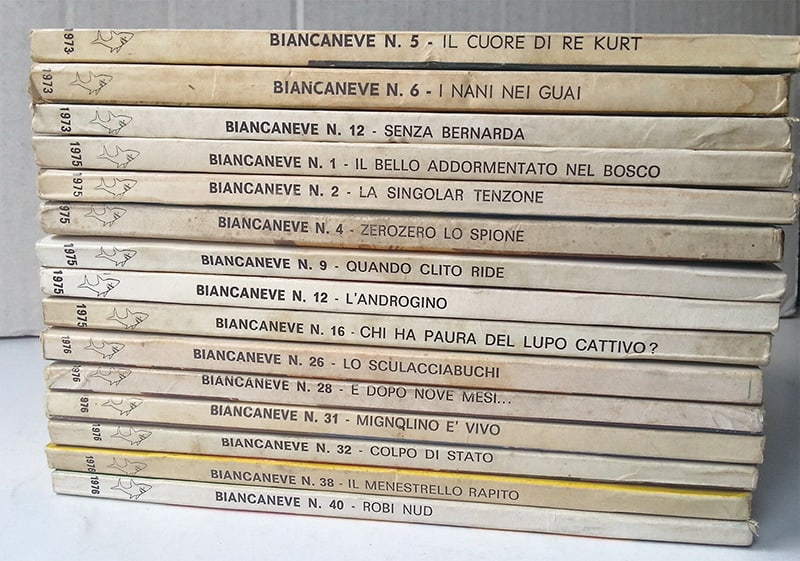 1973 BIANCANEVE N. 5 - IL CUORE DI RE KURT
1973 BIANCANEVE N. 6 - I NANI NEI GUAI
1973 BIANCANEVE N. 12 - SENZA BERNARDA
1975 BIANCANEVE N. 1 - IL BELLO ADDORMENTATO NEL BOSCO
1975 BIANCANEVE N. 2 - LA SINGOLAR TENZONE
1975 BIANCANEVE N. 4 - ZEROZERO LO SPIONE
1975 BIANCANEVE N. 9 - QUANDO CLITO RIDE
1975 BIANCANEVE N. 12 - L'ANDROGINO
1975 BIANCANEVE N. 16 - CHI HA PAURA DEL LUPO CATTIVO?
1976 BIANCANEVE N. 26 - LO SCULACCIABUCHI
1976 BIANCANEVE N. 28 - E DOPO NOVE MESI...
1976 BIANCANEVE N. 31 - MIGNOLINO E' VIVO
1976 BIANCANEVE N. 32 - COLPO DI STATO
1976 BIANCANEVE N. 38 - IL MENESTRELLO RAPITO
1976 BIANCANEVE N. 40 - ROBI NUD